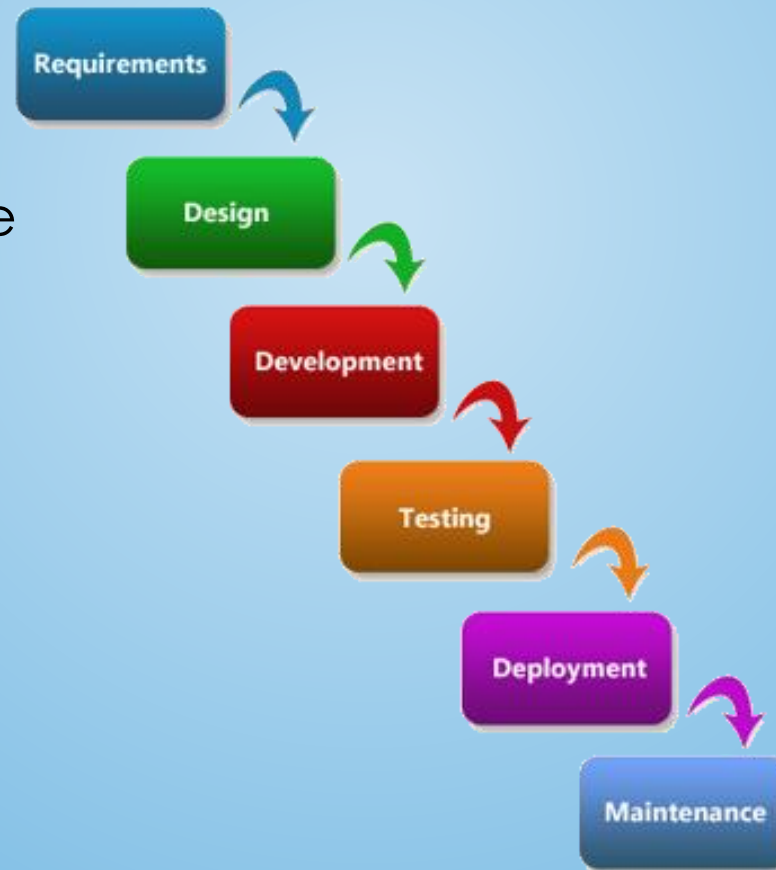 Requirements
Design
e
Development
Testing
Deployment
Maintenance